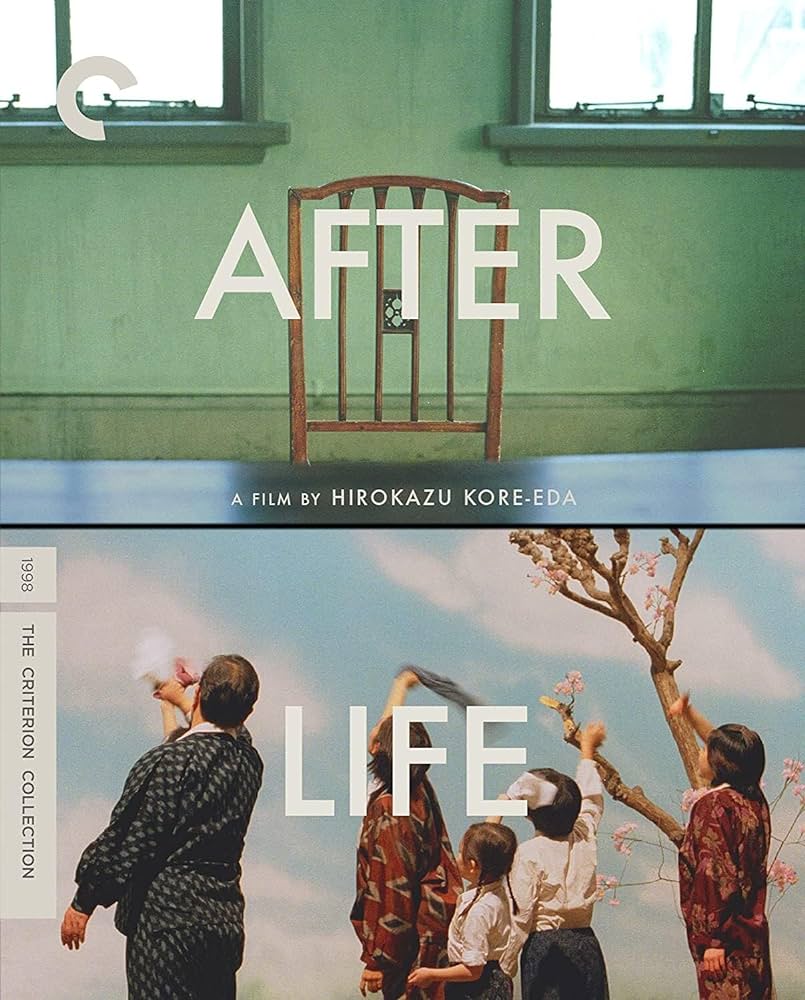 AFTER
A FILM BY HIROKAZU KORE-EDA
1998
THE CRITERION COLLECTION
LIFE